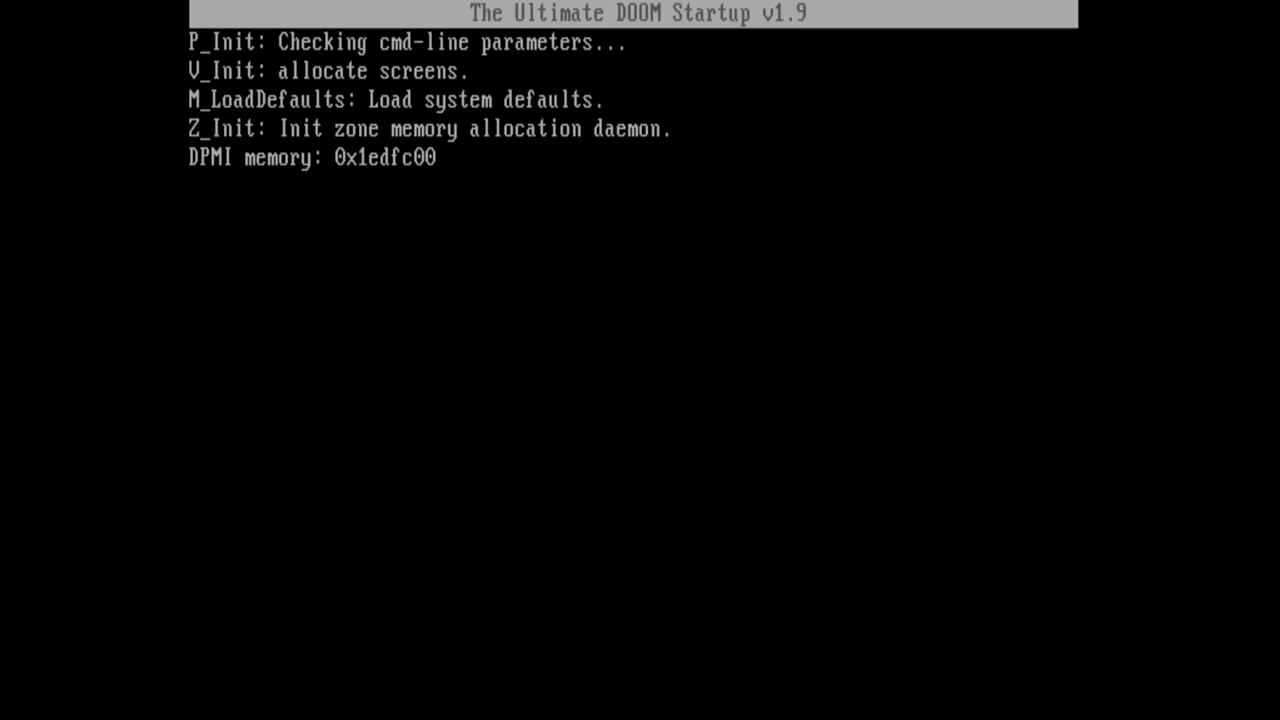 The Ultimate DOOM Startup v1.9
P_Init: Checking cmd-line parameters...
V_Init: allocate screens.
M_LoadDefaults: Load system defaults.
Z_Init: Init zone memory allocation daemon.
DPMI memory: 0x1edfc00